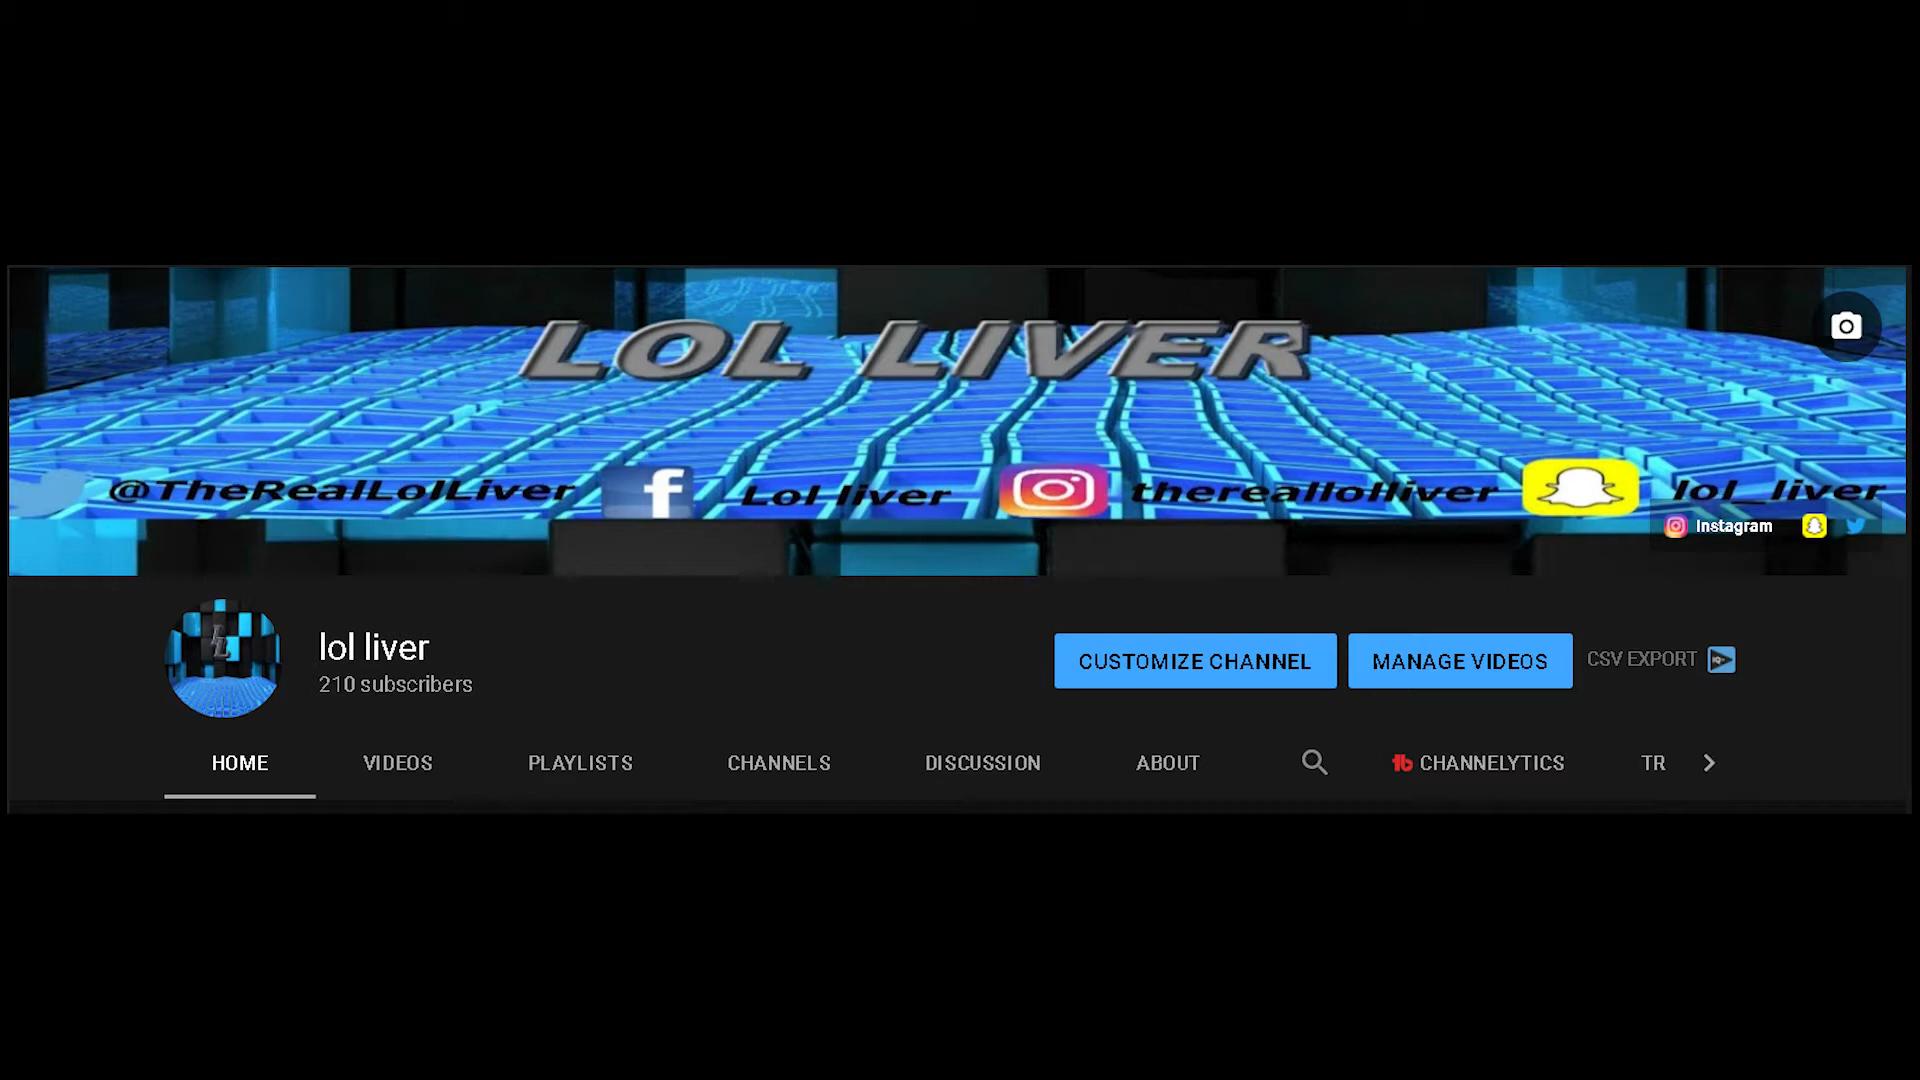 LOL LIVER
@TheRealLolLiver f Lol liver thereallolliver lol_liver
Instagram
lol liver
210 subscribers
CUSTOMIZE CHANNEL MANAGE VIDEOS CSV EXPORT
HOME VIDEOS PLAYLISTS CHANNELS DISCUSSION ABOUT CHANNELYTICS TR